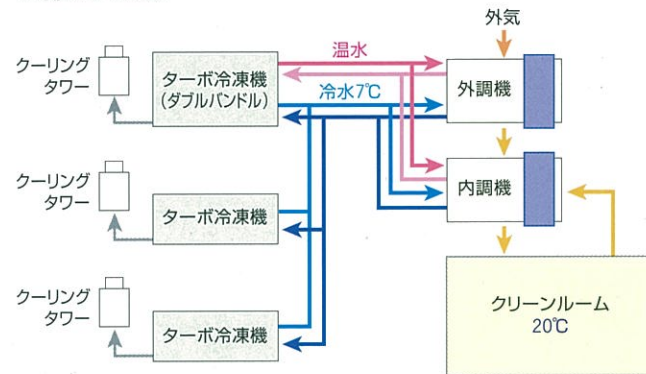 外気
クーリング
タワー
ターボ冷凍機
(ダブルバンドル)
温水
冷水7℃
外調機
クーリング
タワー
ターボ冷凍機
内調機
クーリング
タワー
ターボ冷凍機
クリーンルーム
20℃